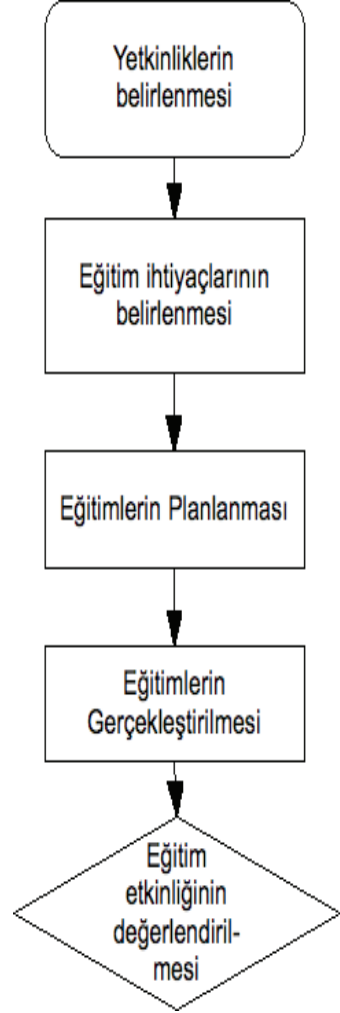 Yetkinliklerin
belirlenmesi
Eğitim ihtiyaçlarının
belirlenmesi
Eğitimlerin Planlanması
Eğitimlerin
Gerçekleştirilmesi
Eğitim
etkinliğinin
değerlendiril-
mesi